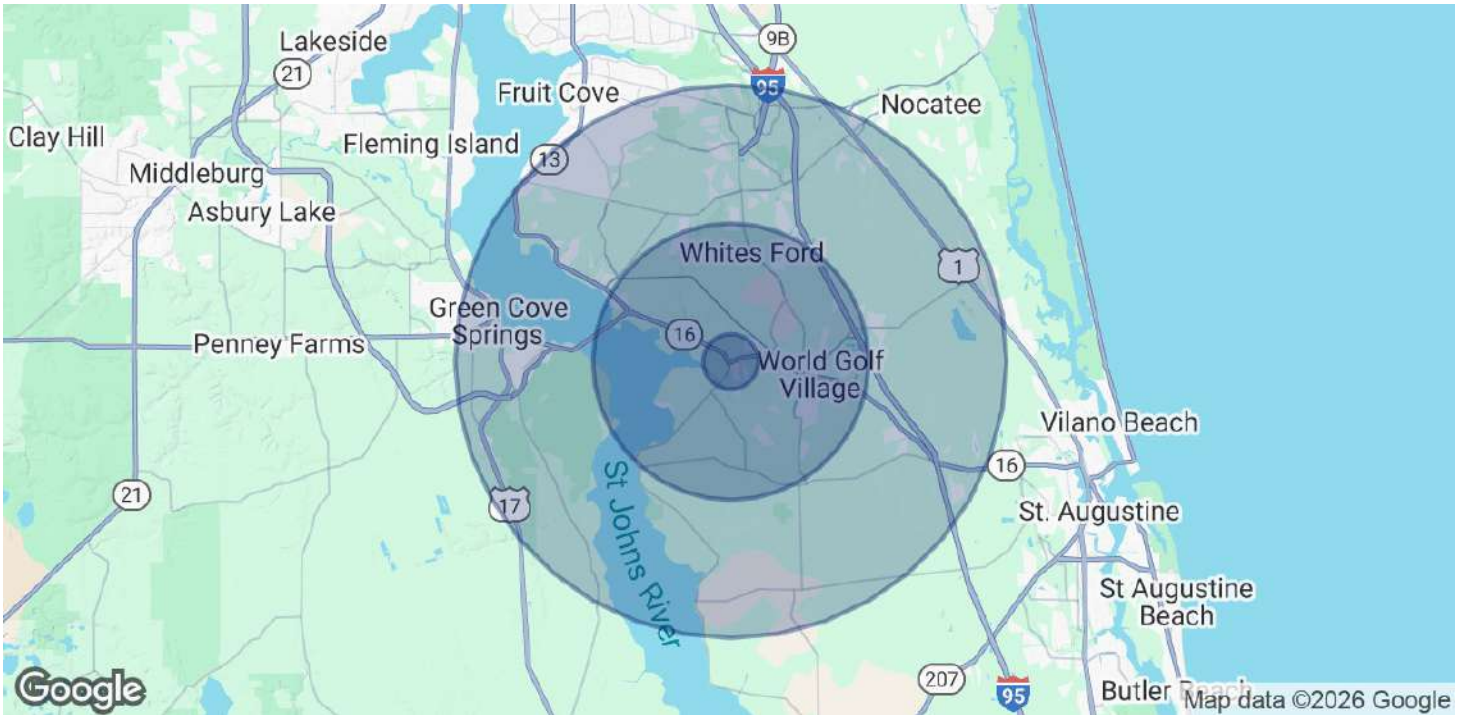 Lakeside
9B
21
95
Fruit Cove
Nocatee
Clay Hill
Fleming Island
13
Middleburg
Asbury Lake
Whites Ford
1
Green Cove
Springs
16
Penney Farms
World Golf
Village
Vilano Beach
16
21
17
St. Augustine
St Johns River
St Augustine
Beach
207
95
Butler Beach
Google
Map data ©2026 Google